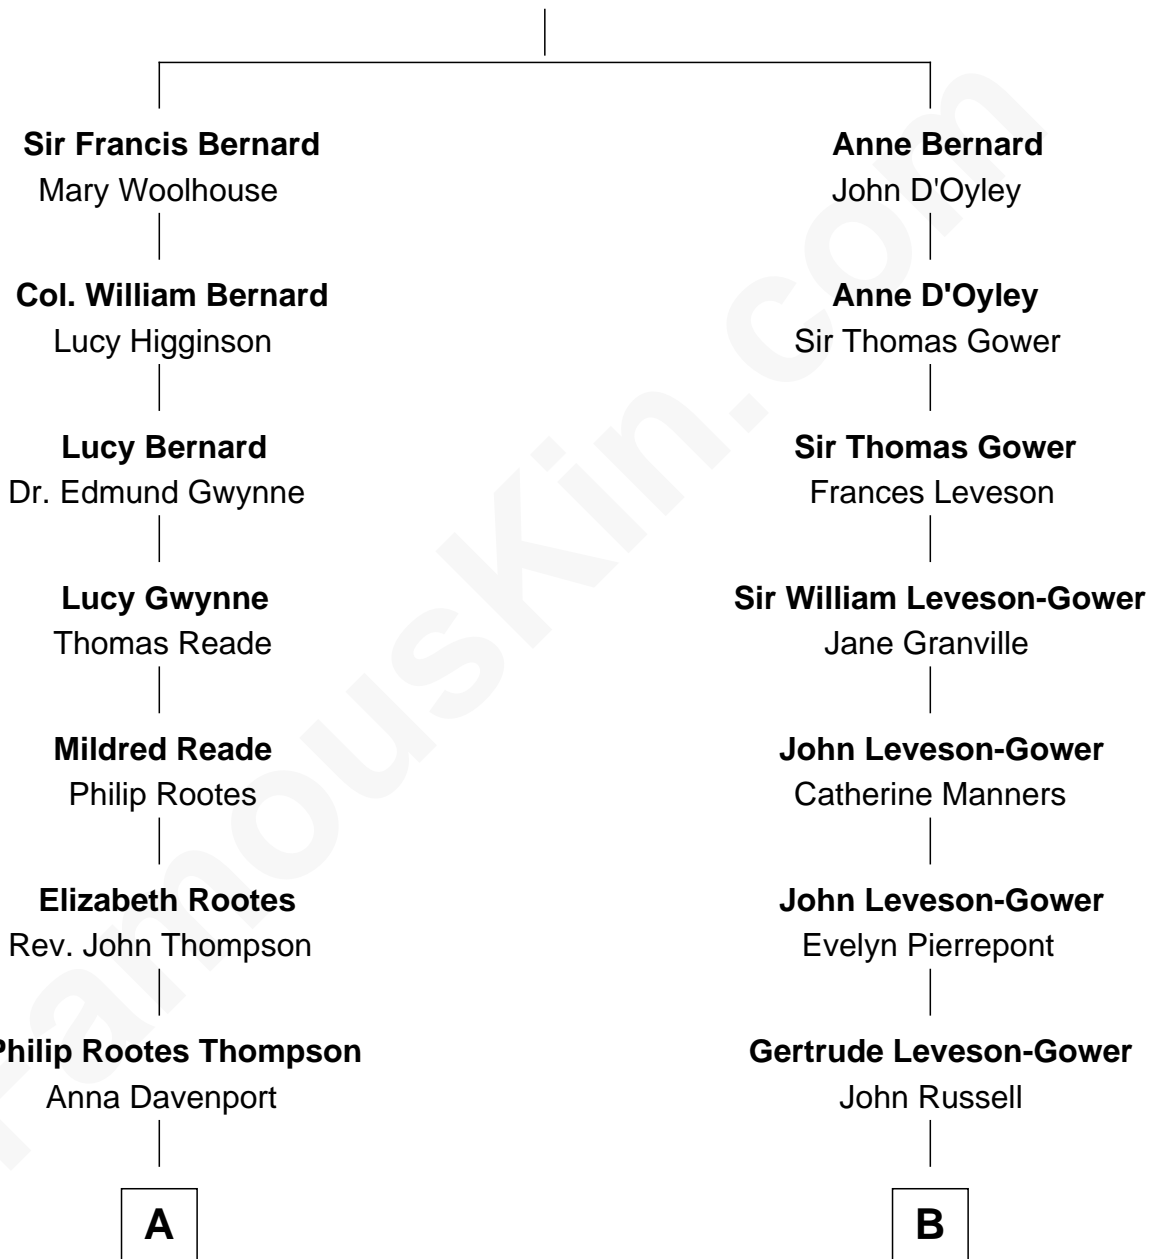 Sir Francis Bernard
Mary Woolhouse
Anne Bernard
John D'Oyley
Col. William Bernard
Lucy Higginson
Anne D'Oyley
Sir Thomas Gower
Lucy Bernard
Dr. Edmund Gwynne
Sir Thomas Gower
Frances Leveson
Lucy Gwynne
Thomas Reade
Sir William Leveson-Gower
Jane Granville
Mildred Reade
Philip Rootes
John Leveson-Gower
Catherine Manners
Elizabeth Rootes
Rev. John Thompson
John Leveson-Gower
Evelyn Pierrepont
Philip Rootes Thompson
Anna Davenport
Gertrude Leveson-Gower
John Russell
A
B
FamousKin.com